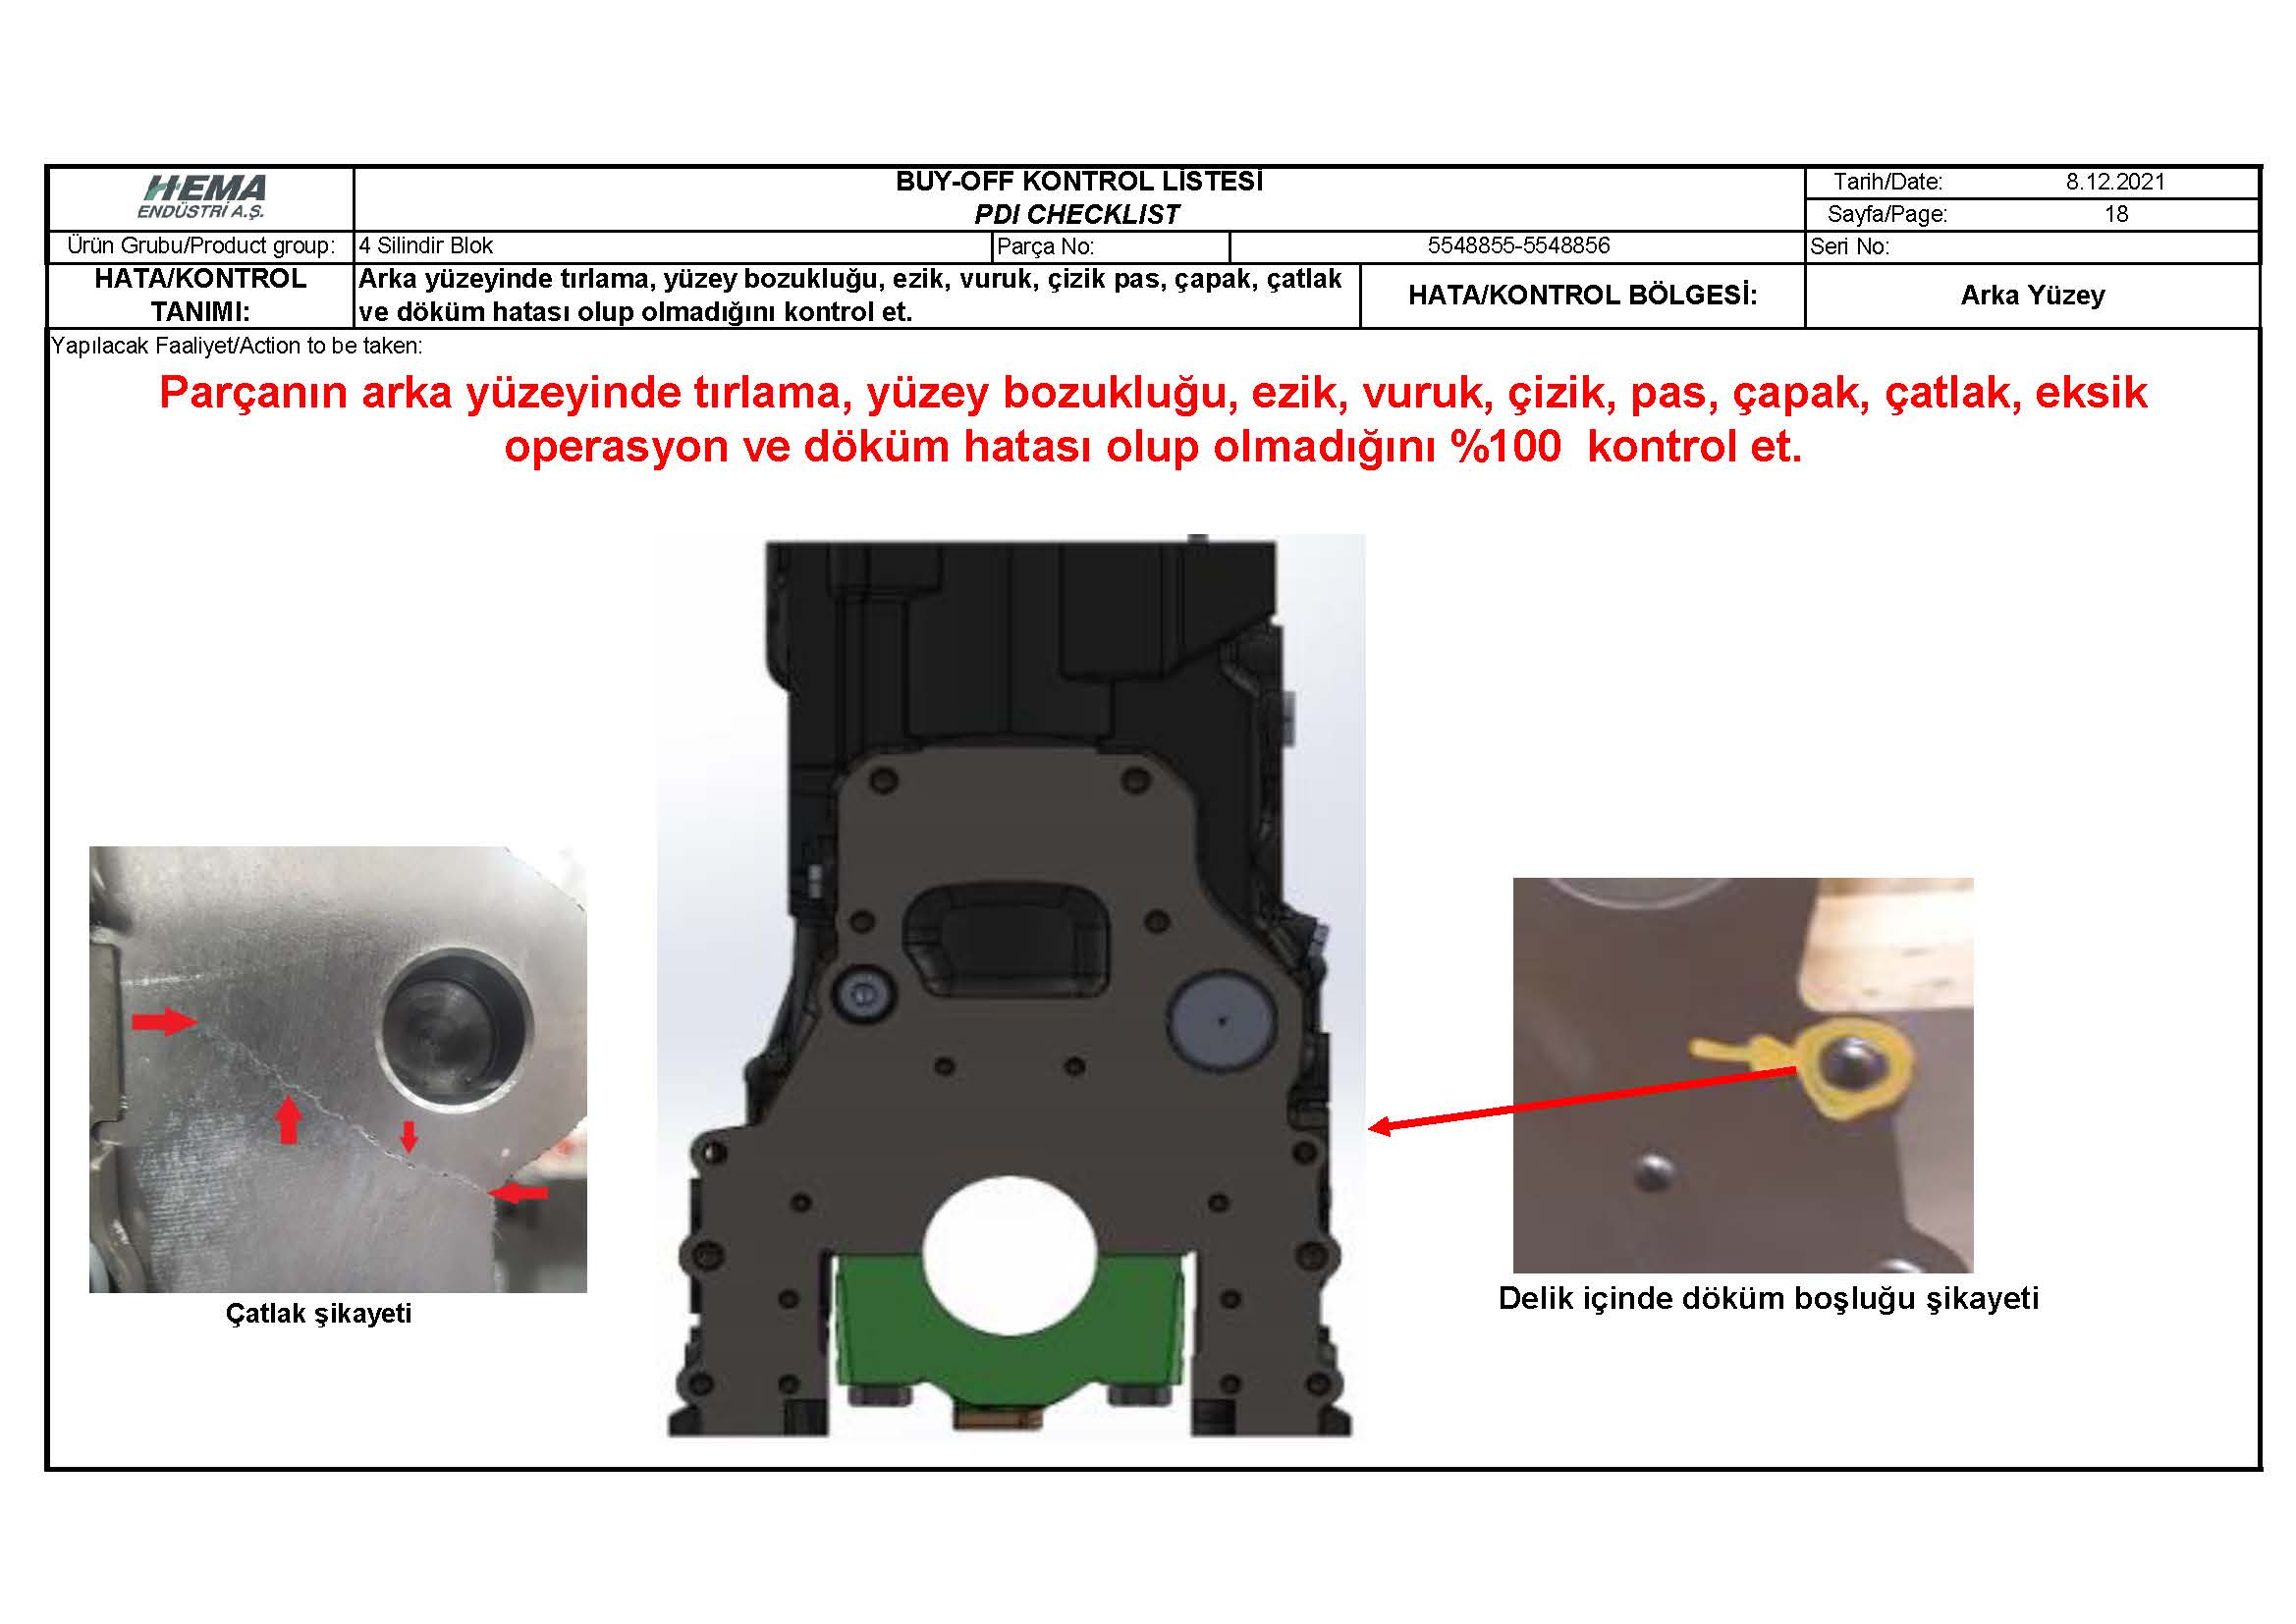 HEMA
ENDÜSTRİ A.Ş.
BUY-OFF KONTROL LİSTESİ
PDI CHECKLIST
Tarih/Date: 8.12.2021
Sayfa/Page: 18
Ürün Grubu/Product group: 4 Silindir Blok Parça No: 5548855-5548856 Seri No:
HATA/KONTROL
TANIMI:
Arka yüzeyinde tırlama, yüzey bozukluğu, ezik, vuruk, çizik pas, çapak, çatlak
ve döküm hatası olup olmadığını kontrol et.
HATA/KONTROL BÖLGESİ:
Arka Yüzey
Yapılacak Faaliyet/Action to be taken:
Parçanın arka yüzeyinde tırlama, yüzey bozukluğu, ezik, vuruk, çizik, pas, çapak, çatlak, eksik
operasyon ve döküm hatası olup olmadığını %100 kontrol et.
Çatlak şikayeti
Delik içinde döküm boşluğu şikayeti